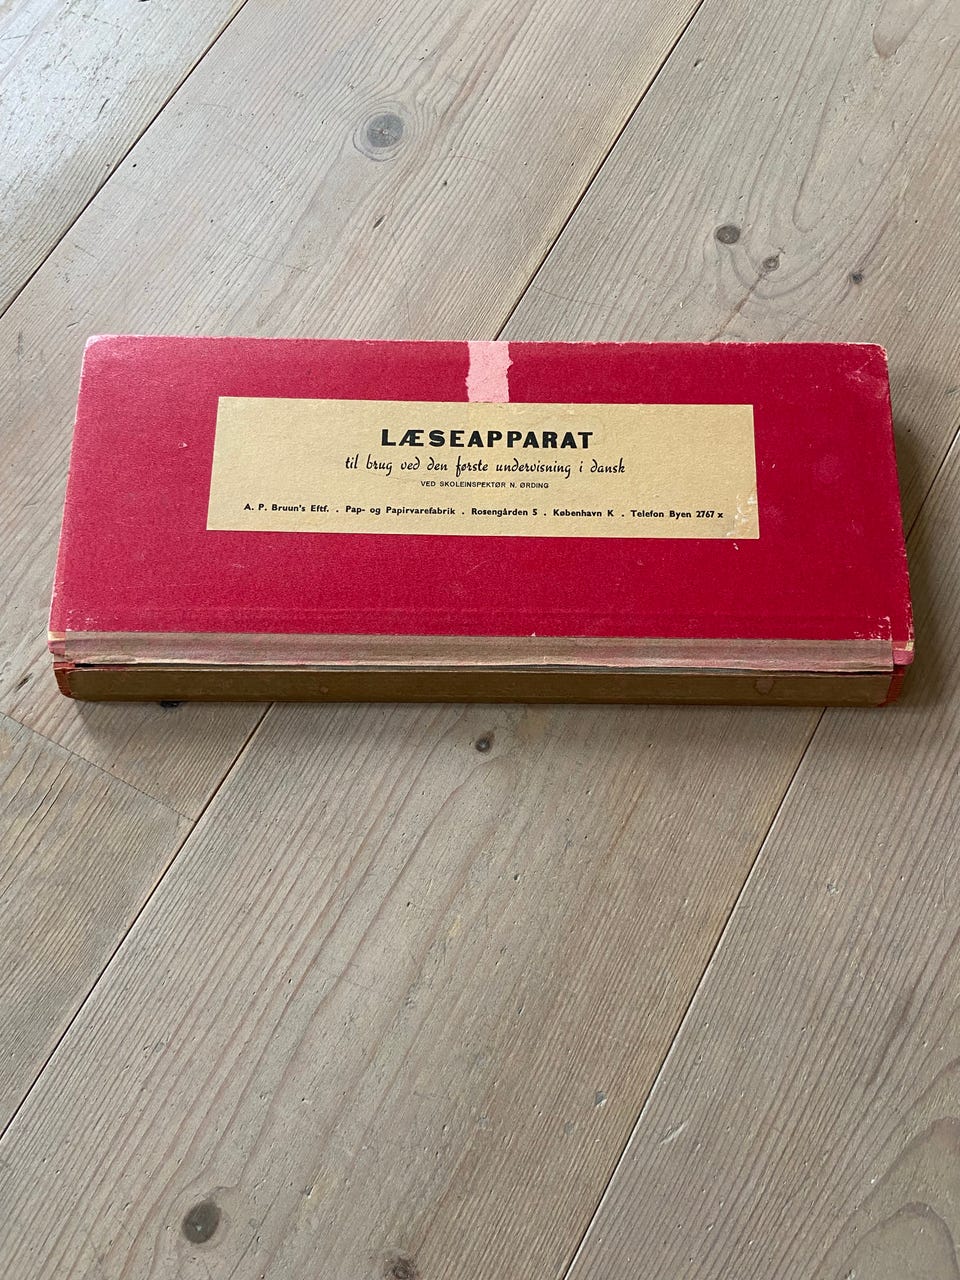 LÆSEAPPARAT
til brug ved den første undervisning i dansk
VED SKOLEINSPEKTØR N. ØRDING
A. P. Bruun's Eftf. . Pap- og Papirvarefabrik . Rosengården 5 . København K . Telefon Byen 2767 x